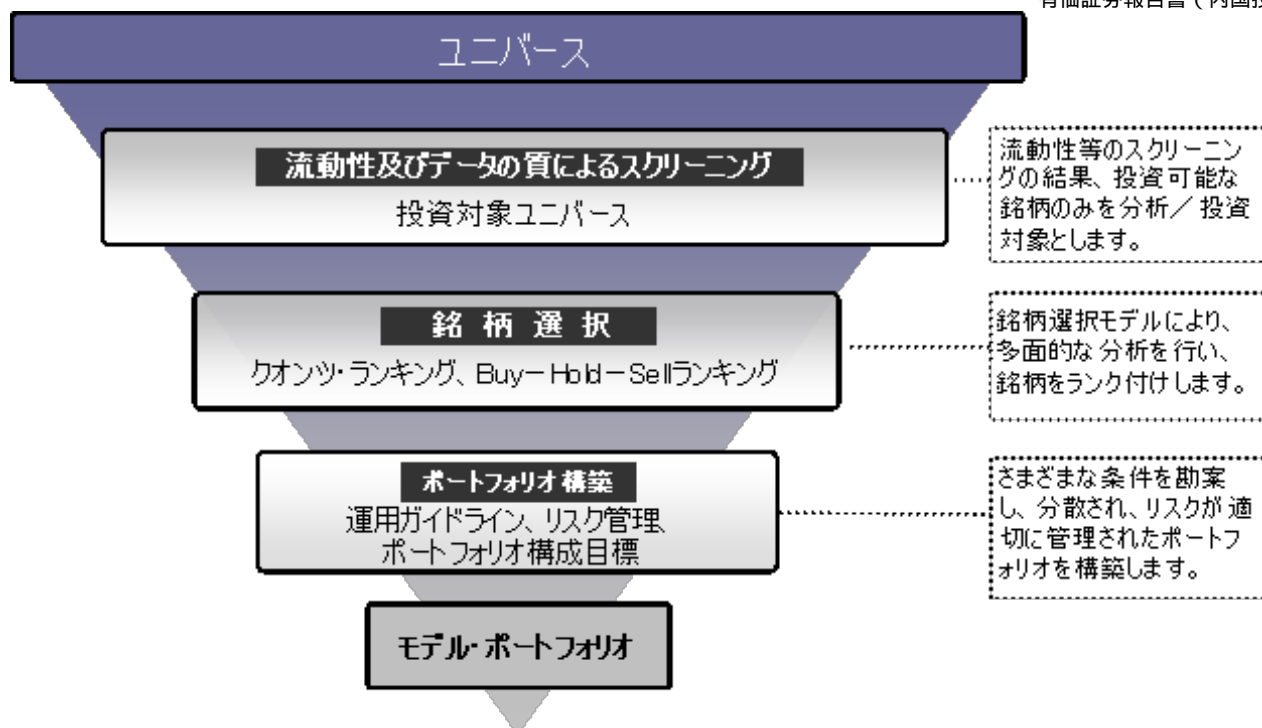 有価証券報告書(内国投
ユニバース
流動性及びデータの質によるスクリーニング
投資対象ユニバース
流動性等のスクリーニン
グの結果、投資可能な
銘柄のみを分析/投資
対象とします。
銘柄選択
クオンツ・ランキング、Buy-Hold-Sellランキング
銘柄選択モデルにより、
多面的な分析を行い、
銘柄をランク付けします。
ポートフォリオ構築
運用ガイドライン、リスク管理、
ポートフォリオ構成目標
さまざまな条件を勘案
し、分散され、リスクが適
切に管理されたポートフ
ォリオを構築します。
モデル・ポートフォリオ